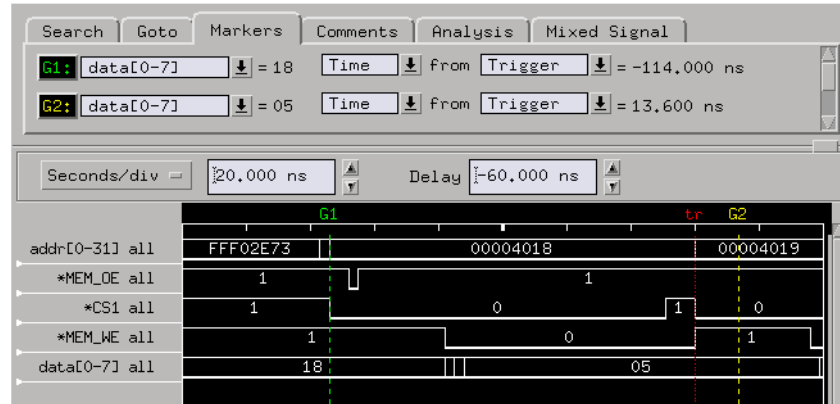 Search Goto Markers Comments Analysis Mixed Signal
G1: data[0-7] = 18 Time from Trigger = -114.000 ns
G2: data[0-7] = 05 Time from Trigger = 13.600 ns
Seconds/div 20.000 ns Delay -60.000 ns
G1 tr G2
addr[0-31] all FFF02E73 00004018 00004019
*MEM_OE all 1 1
*CS1 all 1 0 1 0
*MEM_WE all 1 0 1
data[0-7] all 18 05